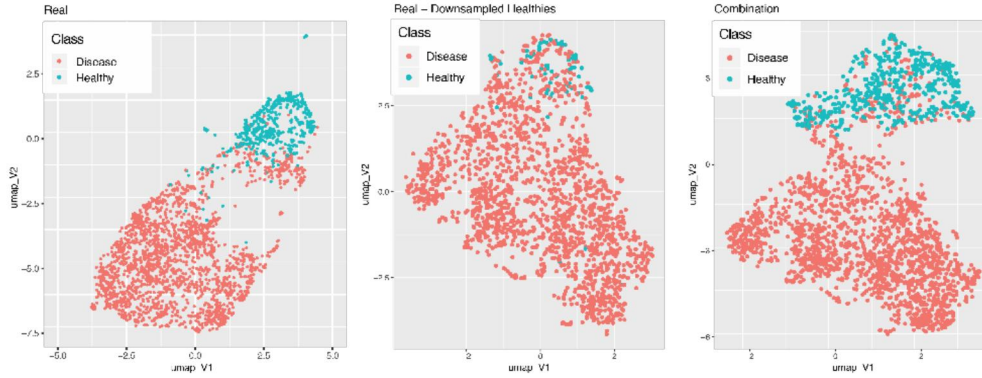 Real
Class
Disease
Healthy
2.5
0.0
−2.5
−5.0
−7.5
umap_V2
−5.0
−2.5
0.0
2.5
5.0
umap_V1
Real − Downsampled Healthies
Class
Disease
Healthy
2.5
0.0
−2.5
umap_V2
2
0
2
umap_V1
Combination
Class
Disease
Healthy
0
−3
−6
umap_V2
2
0
2
umap_V1